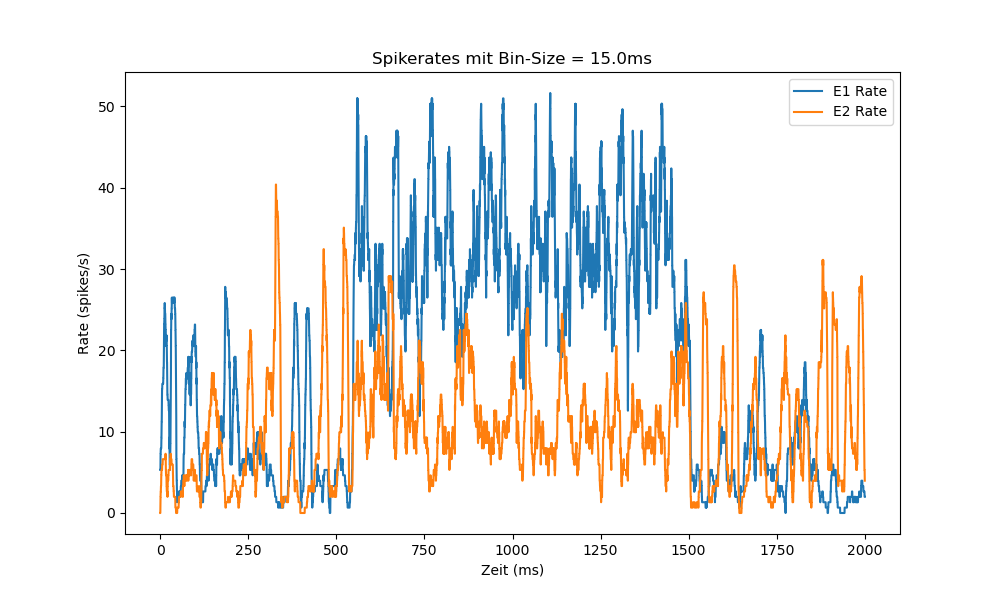 Spikerates mit Bin-Size = 15.0ms
E1 Rate
E2 Rate
Rate (spikes/s)
50
40
30
20
10
0
0 250 500 750 1000 1250 1500 1750 2000
Zeit (ms)